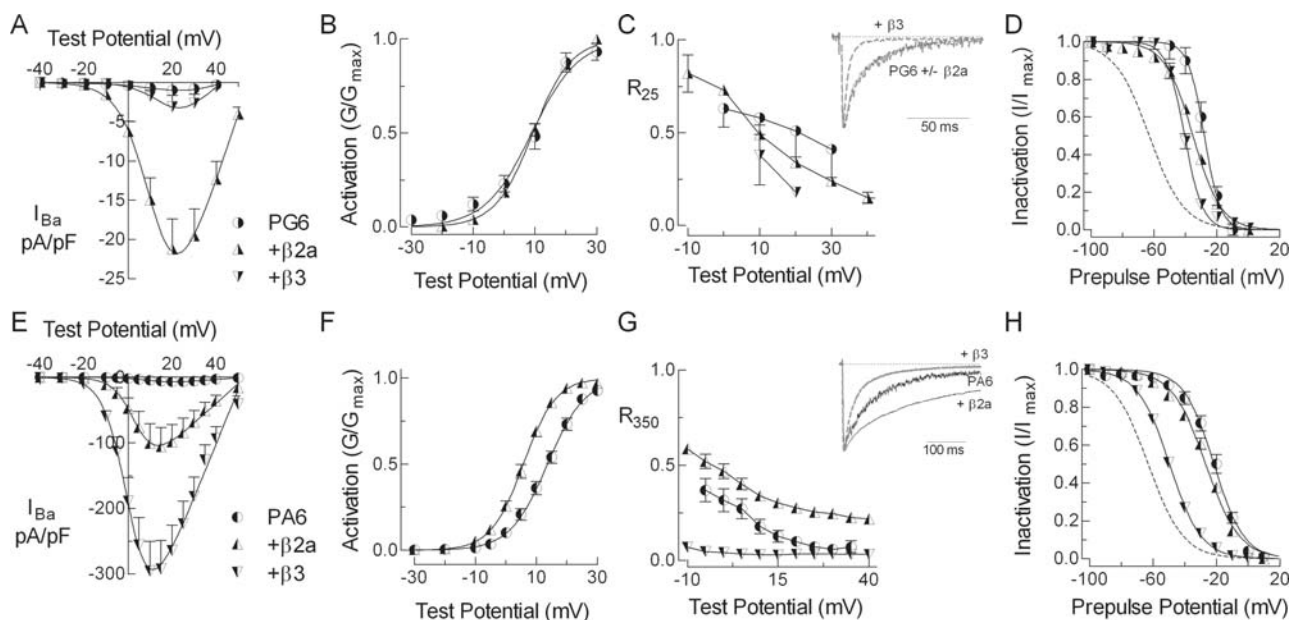 A
Test Potential (mV)
-40 -20 0 20 40
-5
-10
-15
-20
-25
I Ba
pA/pF
PG6
+β2a
+β3
B
Activation (G/G max)
1.0
0.5
0.0
-30 -10 10 30
Test Potential (mV)
C
R25
1.0
0.5
0.0
-10 10 30
Test Potential (mV)
+ β3
PG6 +/- β2a
50 ms
D
Inactivation (I/I max)
1.0
0.8
0.6
0.4
0.2
0.0
-100 -60 -20 20
Prepulse Potential (mV)
E
Test Potential (mV)
-40 -20 0 20 40
-100
-200
-300
I Ba
pA/pF
PA6
+β2a
+β3
F
Activation (G/G max)
1.0
0.5
0.0
-30 -10 10 30
Test Potential (mV)
G
R350
1.0
0.5
0.0
-10 15 40
Test Potential (mV)
+ β3
PA6
+ β2a
100 ms
H
Inactivation (I/I max)
1.0
0.8
0.6
0.4
0.2
0.0
-100 -60 -20 20
Prepulse Potential (mV)